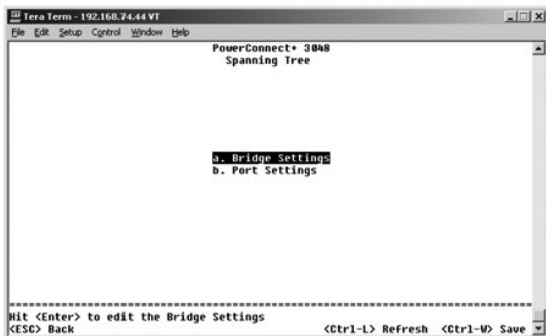 Tera Term - 192.168.74.44 VT
File Edit Setup Control Window Help
PowerConnect+ 3048
Spanning Tree
a. Bridge Settings
b. Port Settings
Hit <Enter> to edit the Bridge Settings
<ESC> Back <Ctrl-L> Refresh <Ctrl-W> Save